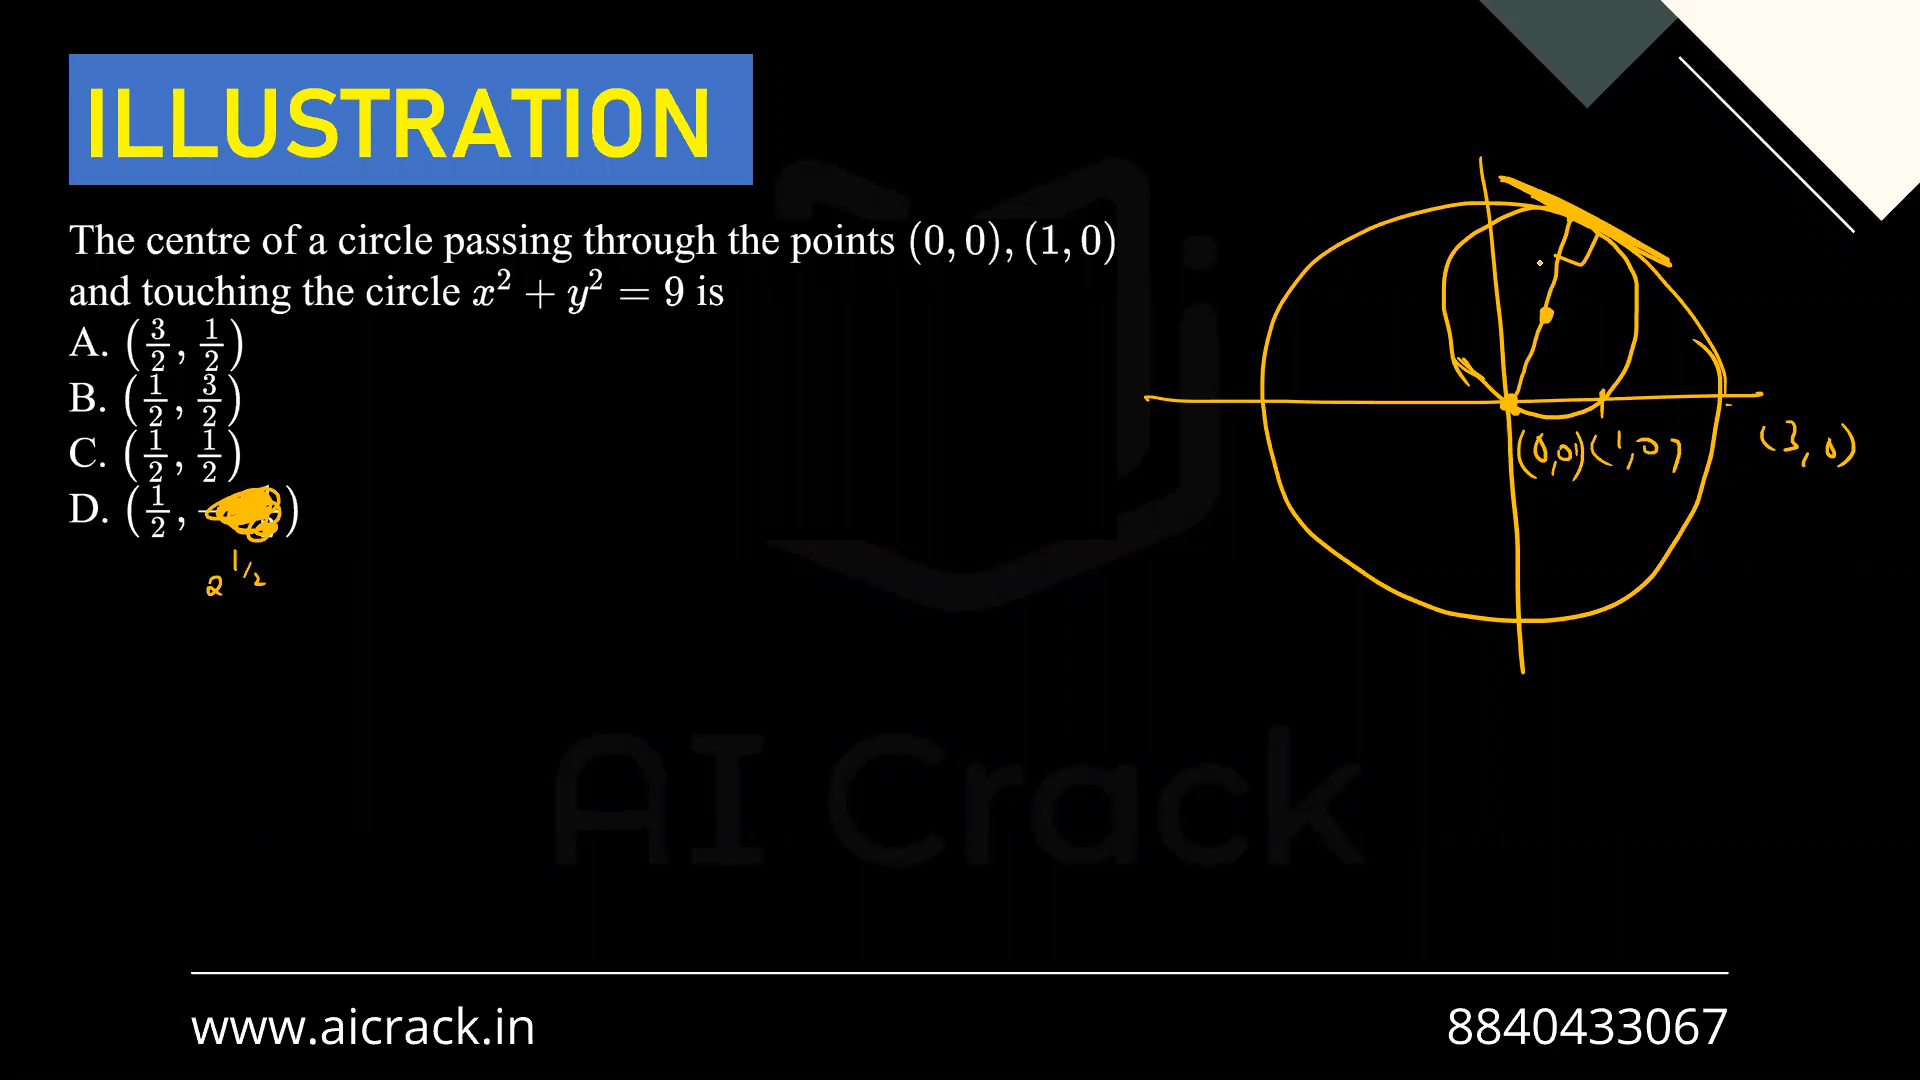 ILLUSTRATION
The centre of a circle passing through the points (0, 0), (1, 0)
and touching the circle x² + y² = 9 is
A. (3/2, 1/2)
B. (1/2, 3/2)
C. (1/2, 1/2)
D. (1/2, − )
2^1/2
(0,0) (1,0) (3,0)
AI Crack
www.aicrack.in 8840433067